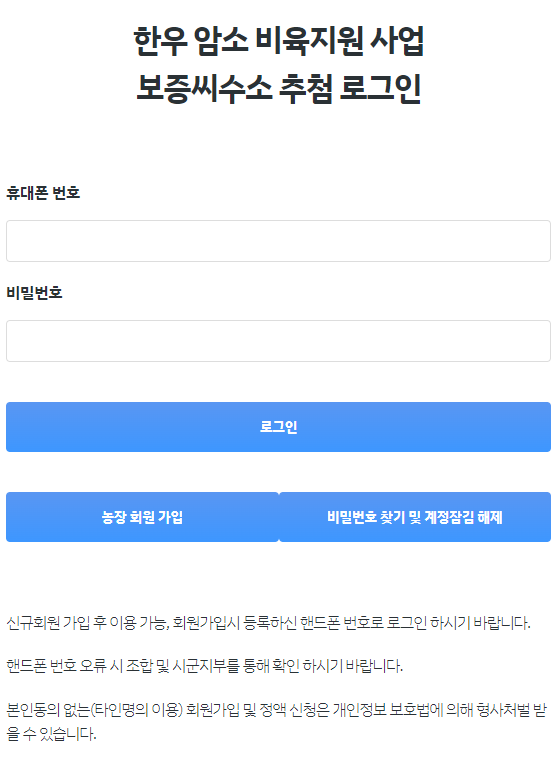 한우 암소 비육지원 사업
보증씨수소 추첨 로그인
휴대폰 번호
비밀번호
로그인
농장 회원 가입
비밀번호 찾기 및 계정잠김 해제
신규회원 가입 후 이용 가능, 회원가입시 등록하신 핸드폰 번호로 로그인 하시기 바랍니다.
핸드폰 번호 오류 시 조합 및 시군지부를 통해 확인 하시기 바랍니다.
본인동의 없는(타인명의 이용) 회원가입 및 정액 신청은 개인정보 보호법에 의해 형사처벌 받
을 수 있습니다.